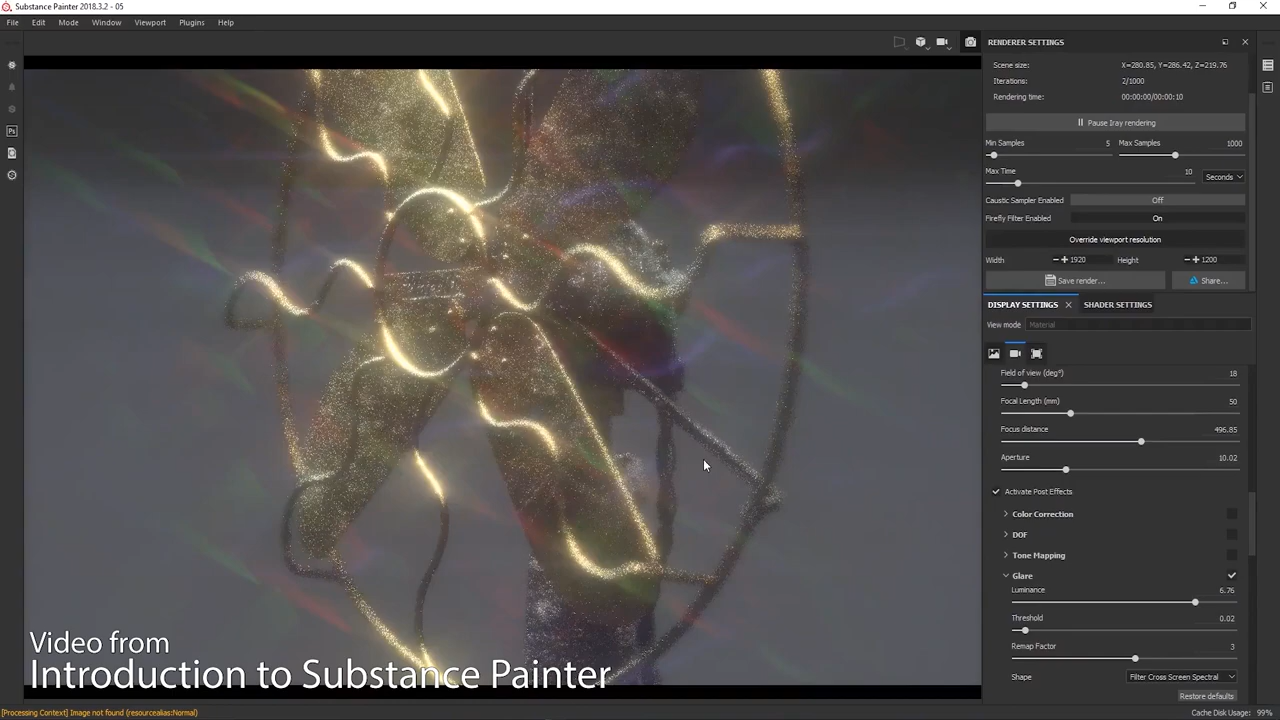 Substance Painter 2018.3.2 - 05
File Edit Mode Window Viewport Plugins Help
RENDERER SETTINGS
Scene size: X=280.85, Y=286.42, Z=219.76
Iterations: 2/1000
Rendering time: 00:00:00/00:00:10
Pause Iray rendering
Min Samples 5 Max Samples 1000
Max Time 10 Seconds
Caustic Sampler Enabled Off
Firefly Filter Enabled On
Override viewport resolution
Width 1920 Height 1200
Save render... Share...
DISPLAY SETTINGS SHADER SETTINGS
View mode Material
Ps
Field of view (deg°) 18
Focal Length (mm) 50
Focus distance 496.85
Aperture 10.02
Activate Post Effects
Color Correction
DOF
Tone Mapping
Glare
Luminance 6.76
Threshold 0.02
Remap Factor 3
Shape Filter Cross Screen Spectral
Restore defaults
Video from
Introduction to Substance Painter
[Processing Context] Image not found (resourcealias:Normal) Cache Disk Usage: 99%